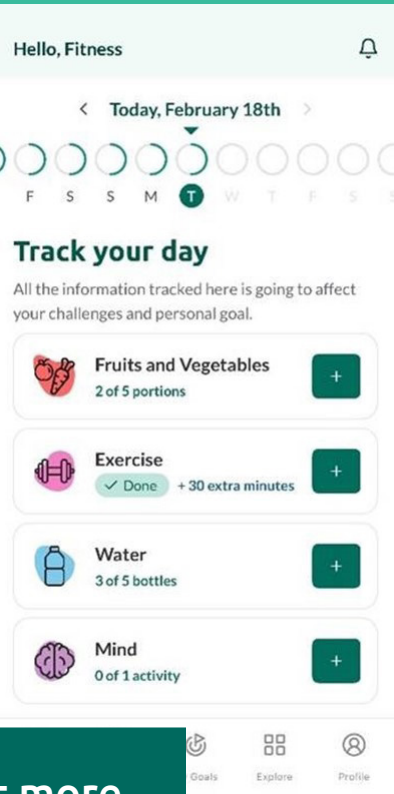 Hello, Fitness
< Today, February 18th >
F S S M T W T F S S
Track your day
All the information tracked here is going to affect
your challenges and personal goal.
Fruits and Vegetables
2 of 5 portions
+
Exercise
✓ Done + 30 extra minutes
+
Water
3 of 5 bottles
+
Mind
0 of 1 activity
+
Goals Explore Profile
more